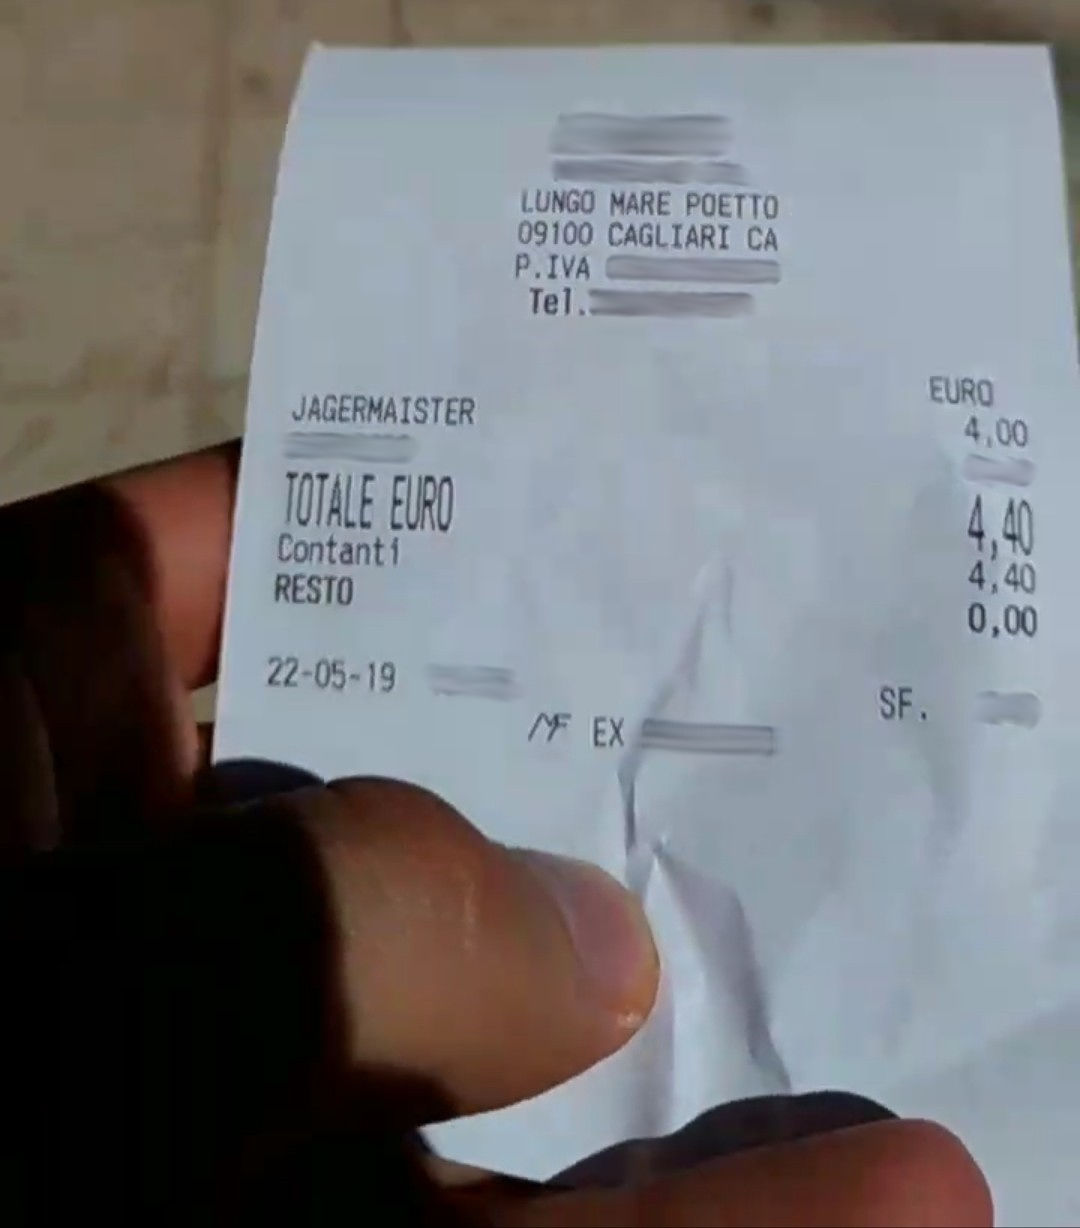 LUNGO MARE POETTO
09100 CAGLIARI CA
P.IVA
Tel.
EURO
JAGERMAISTER 4,00
TOTALE EURO 4,40
Contanti 4,40
RESTO 0,00
22-05-19 SF.
MF EX